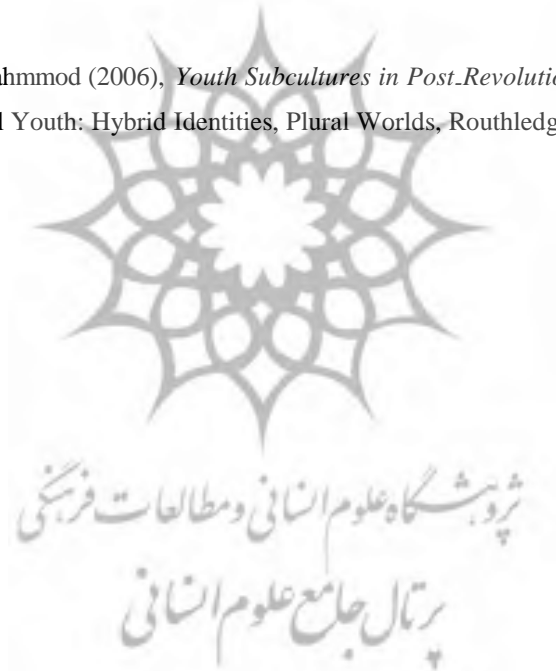 ahmmod (2006), Youth Subcultures in Post-Revolutio
l Youth: Hybrid Identities, Plural Worlds, Routhledg
پژوهشگاه علوم انسانی و مطالعات فرهنگی
پرتال جامع علوم انسانی